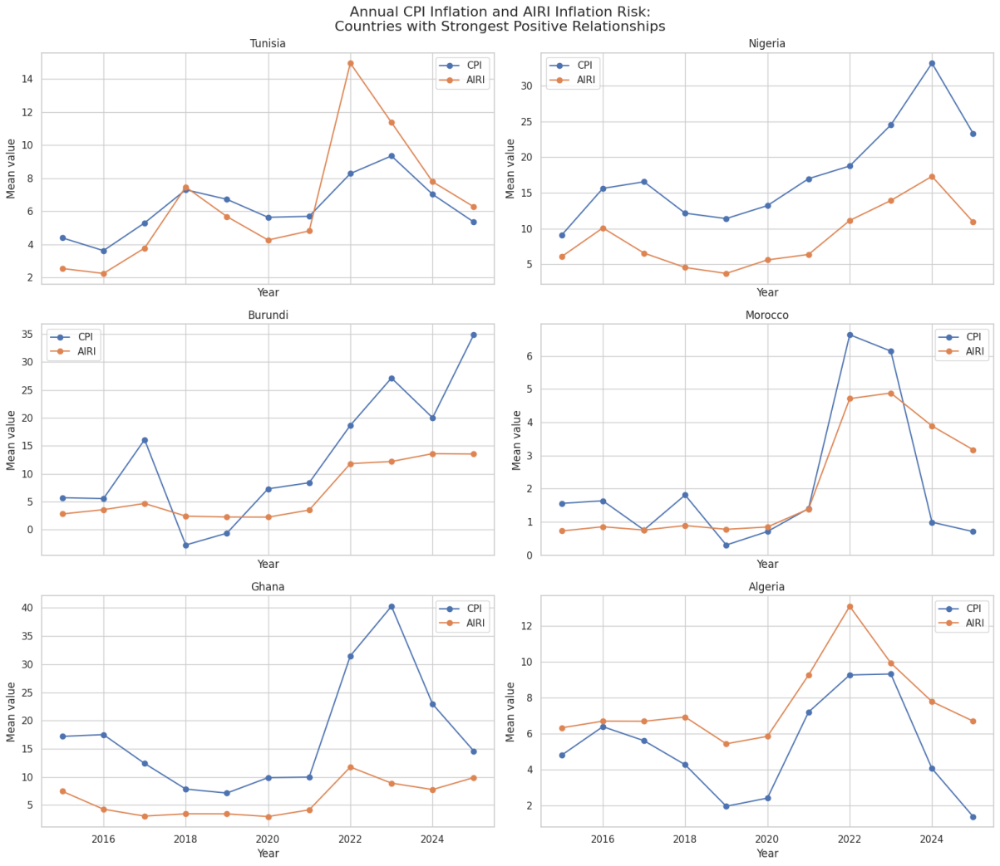 Annual CPI Inflation and AIRI Inflation Risk:
Countries with Strongest Positive Relationships
Tunisia
CPI
AIRI
14
12
10
8
6
4
2
Mean value
Year
Nigeria
CPI
AIRI
30
25
20
15
10
5
Mean value
Year
Burundi
CPI
AIRI
35
30
25
20
15
10
5
0
Mean value
Year
Morocco
CPI
AIRI
6
5
4
3
2
1
0
Mean value
Year
Ghana
CPI
AIRI
40
35
30
25
20
15
10
5
Mean value
2016 2018 2020 2022 2024
Year
Algeria
CPI
AIRI
12
10
8
6
4
2
Mean value
2016 2018 2020 2022 2024
Year